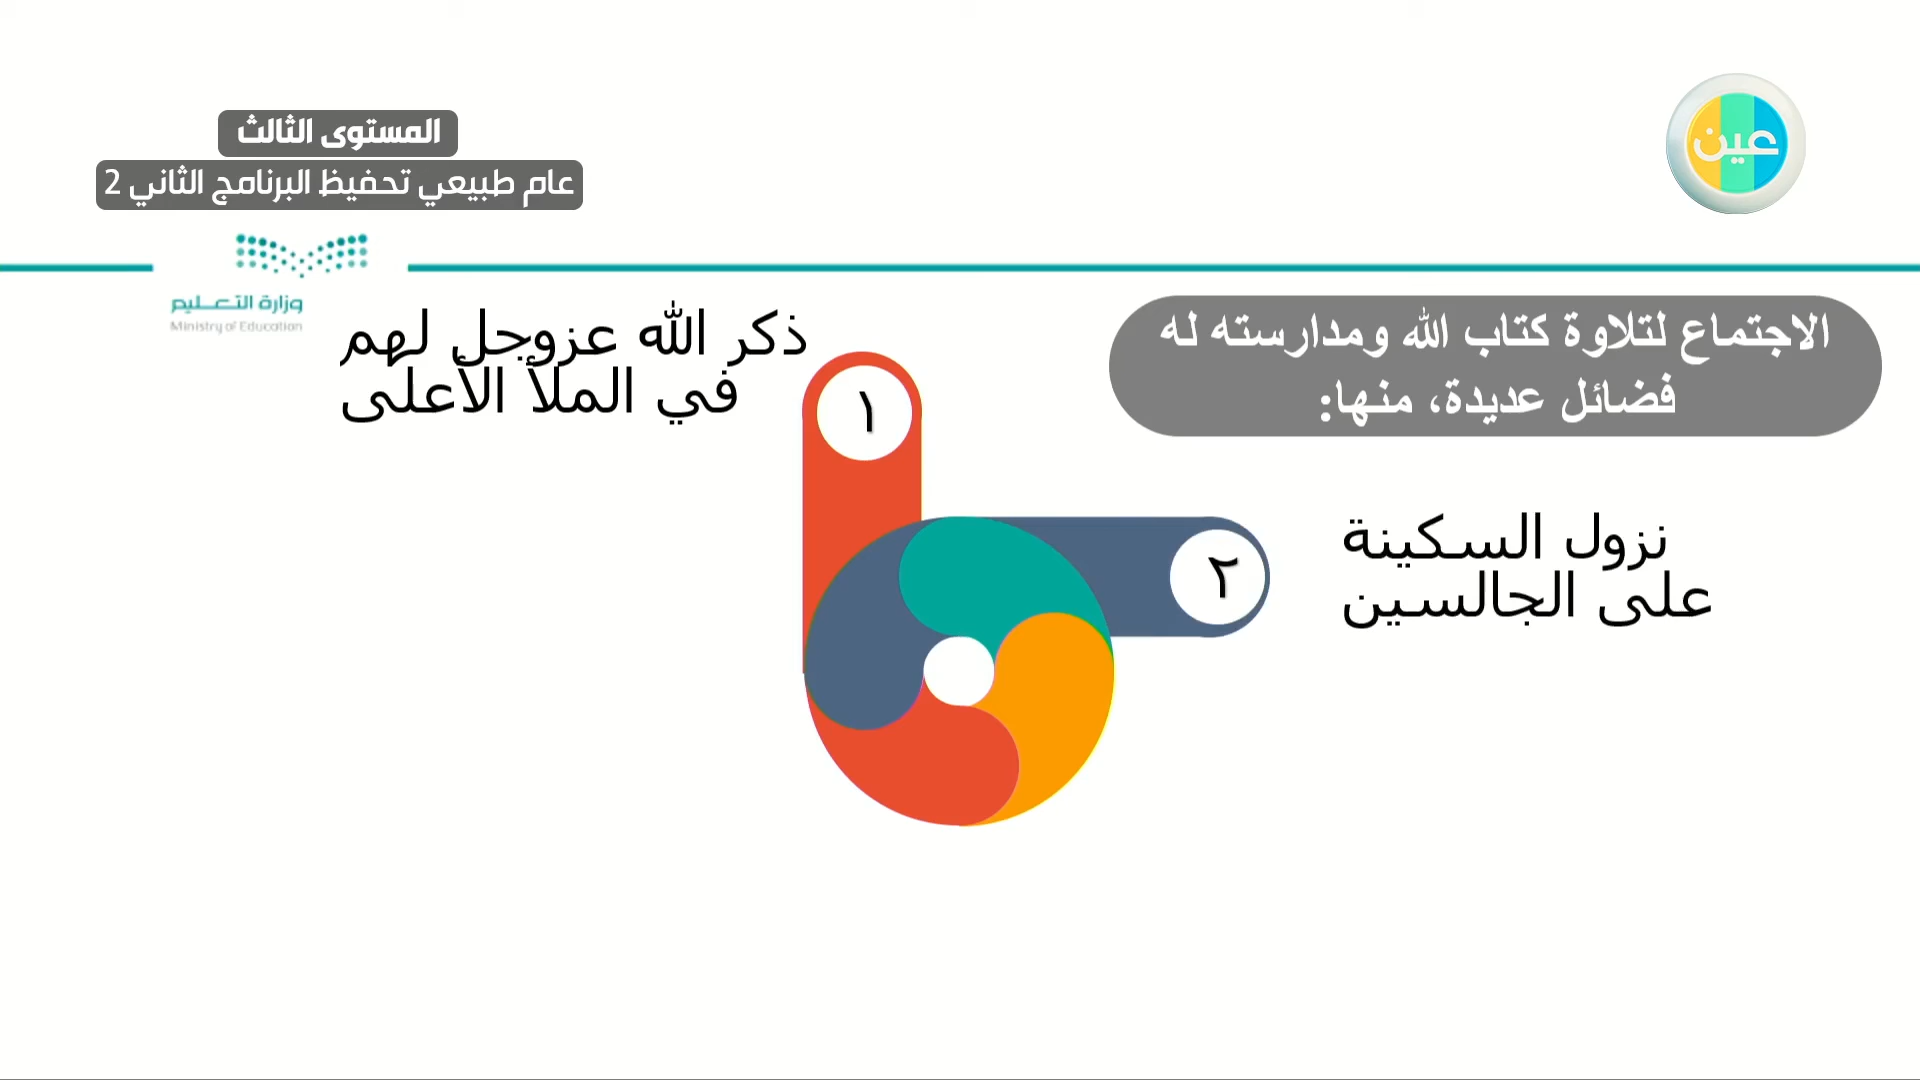 المستوى الثالث
عام طبيعي تحفيظ البرنامج الثاني 2
عين
وزارة التعليم
Ministry of Education
الاجتماع لتلاوة كتاب الله ومدارسته له
فضائل عديدة، منها:
ذكر الله عزوجل لهم
في الملأ الأعلى
١
٢
نزول السكينة
على الجالسين